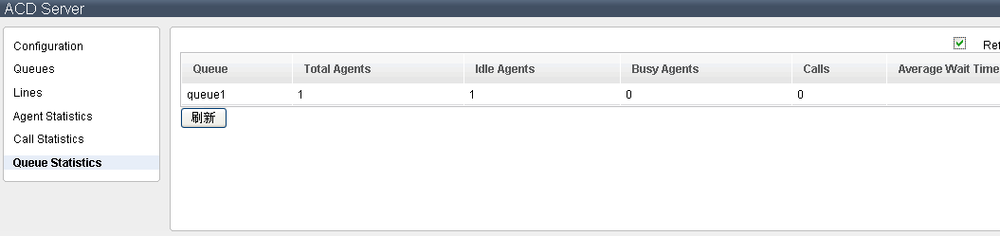 ACD Server
Configuration
Queues
Lines
Agent Statistics
Call Statistics
Queue Statistics
Queue Total Agents Idle Agents Busy Agents Calls Average Wait Time
queue1 1 1 0 0
刷新